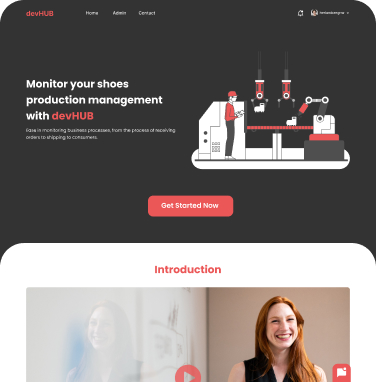 devHUB
Home Admin Contact
Monitor your shoes
production management
with devHUB
Ease in monitoring business processes, from the process of receiving
orders to shipping to consumers.
Get Started Now
Introduction